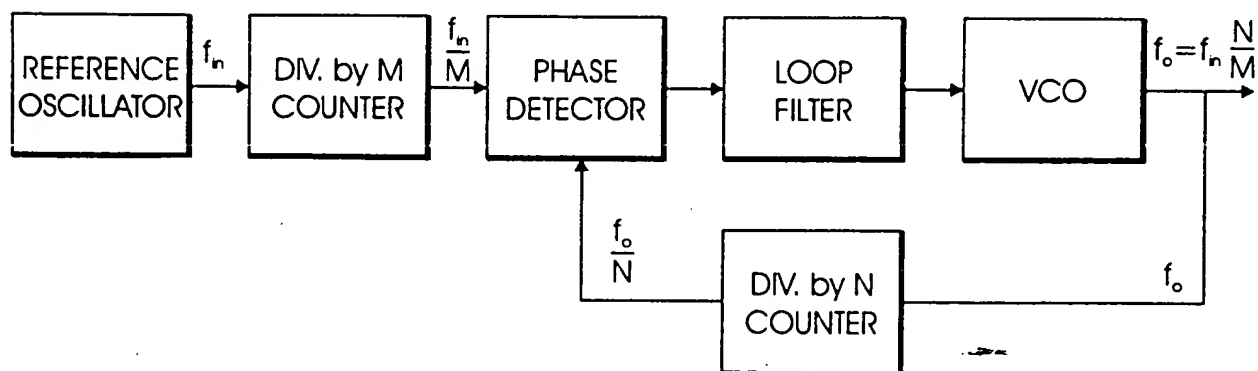 REFERENCE
OSCILLATOR
f_in
DIV. by M
COUNTER
f_in
M
PHASE
DETECTOR
LOOP
FILTER
VCO
f_o=f_in N
M
f_o
N
DIV. by N
COUNTER
f_o